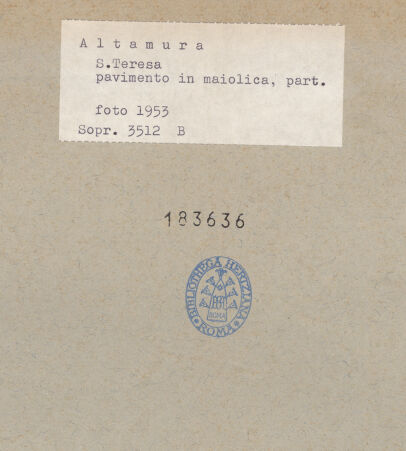 Altamura
S.Teresa
pavimento in maiolica, part.
foto 1953
Sopr. 3512 B
183636
BIBLIOTHECA HERTZIANA
ROMA